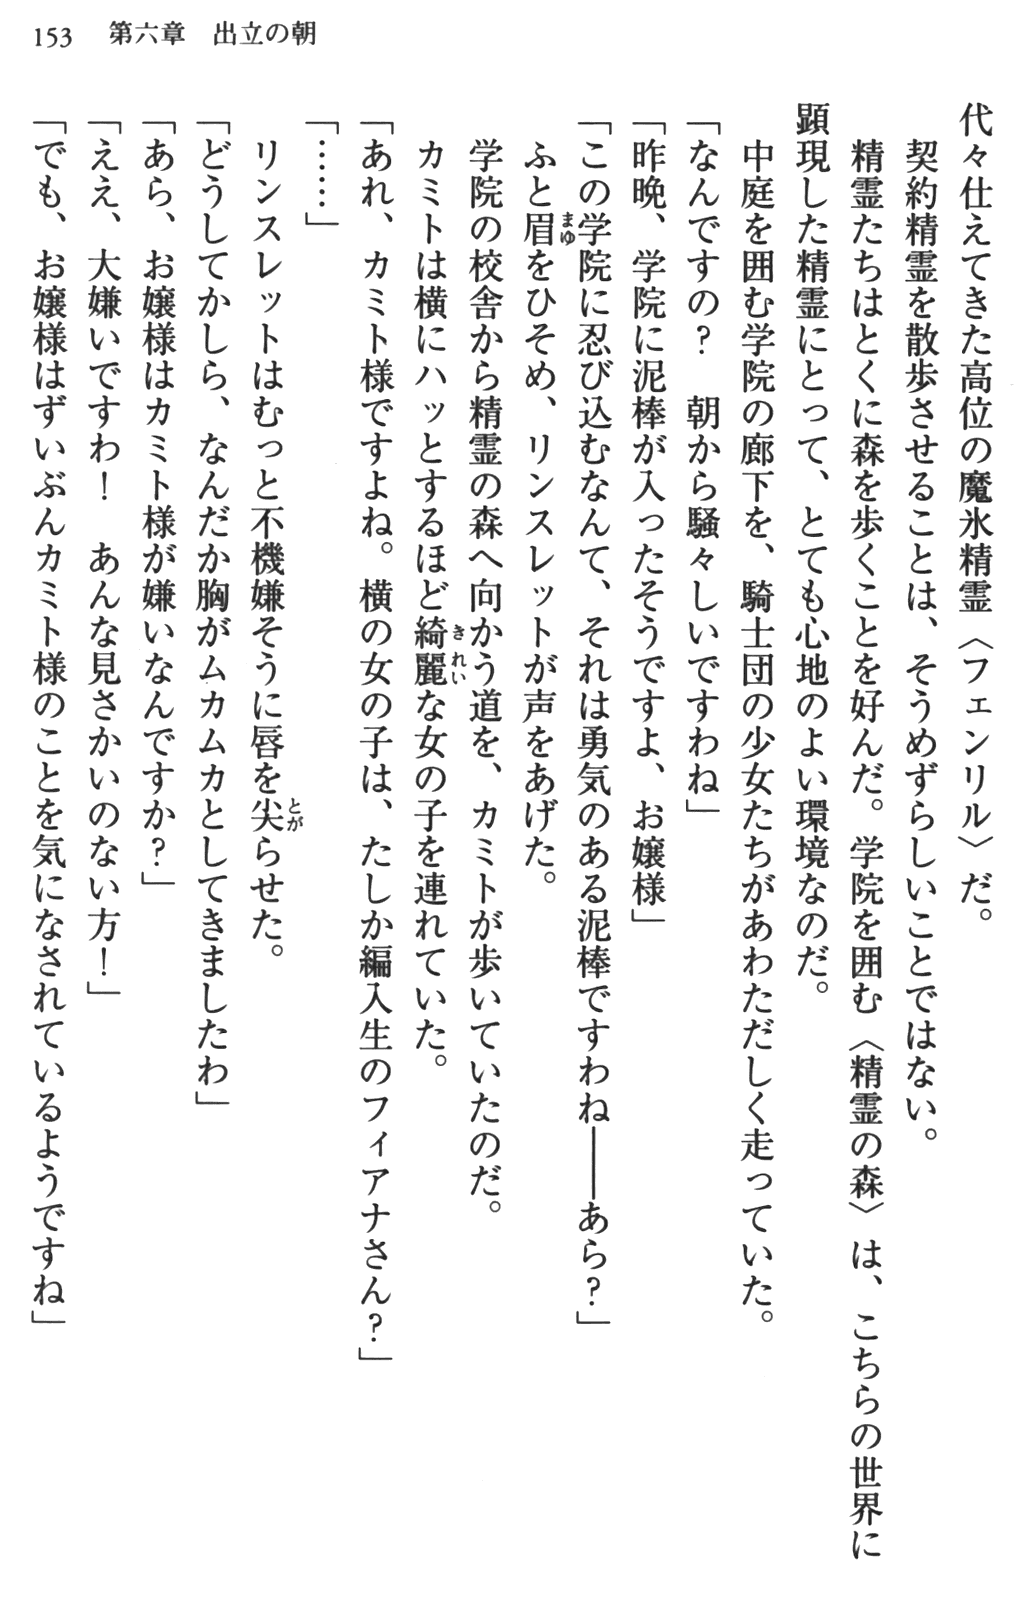 153　第六章　出立の朝
代々仕えてきた高位の魔氷精霊〈フェンリル〉だ。
　契約精霊を散歩させることは、そうめずらしいことではない。
　精霊たちはとくに森を歩くことを好んだ。学院を囲む〈精霊の森〉は、こちらの世界に
顕現した精霊にとって、とても心地のよい環境なのだ。
　中庭を囲む学院の廊下を、騎士団の少女たちがあわただしく走っていた。
「なんですの？　朝から騒々しいですわね」
「昨晩、学院に泥棒が入ったそうですよ、お嬢様」
「この学院に忍び込むなんて、それは勇気のある泥棒ですわね――あら？」
　ふと眉をひそめ、リンスレットが声をあげた。
　学院の校舎から精霊の森へ向かう道を、カミトが歩いていたのだ。
　カミトは横にハッとするほど綺麗な女の子を連れていた。
「あれ、カミト様ですよね。横の女の子は、たしか編入生のフィアナさん？」
「……」
　リンスレットはむっと不機嫌そうに唇を尖らせた。
「どうしてかしら、なんだか胸がムカムカとしてきましたわ」
「あら、お嬢様はカミト様が嫌いなんですか？」
「ええ、大嫌いですわ！　あんな見さかいのない方！」
「でも、お嬢様はずいぶんカミト様のことを気になされているようですね」